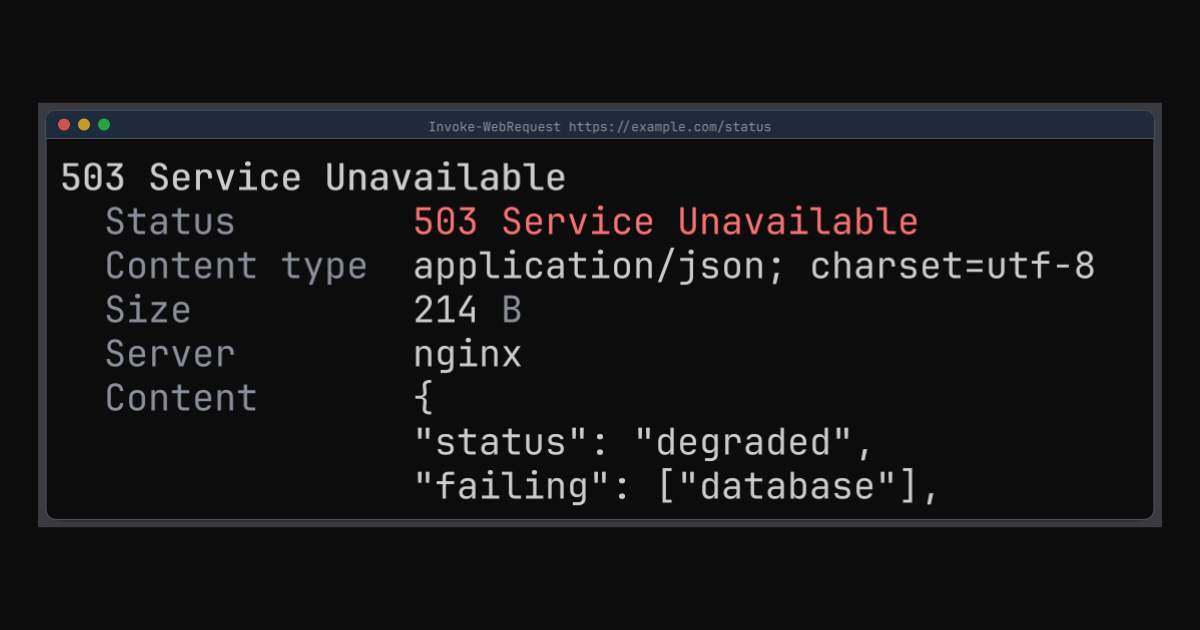 Invoke-WebRequest https://example.com/status
503 Service Unavailable
Status 503 Service Unavailable
Content type application/json; charset=utf-8
Size 214 B
Server nginx
Content {
"status": "degraded",
"failing": ["database"],